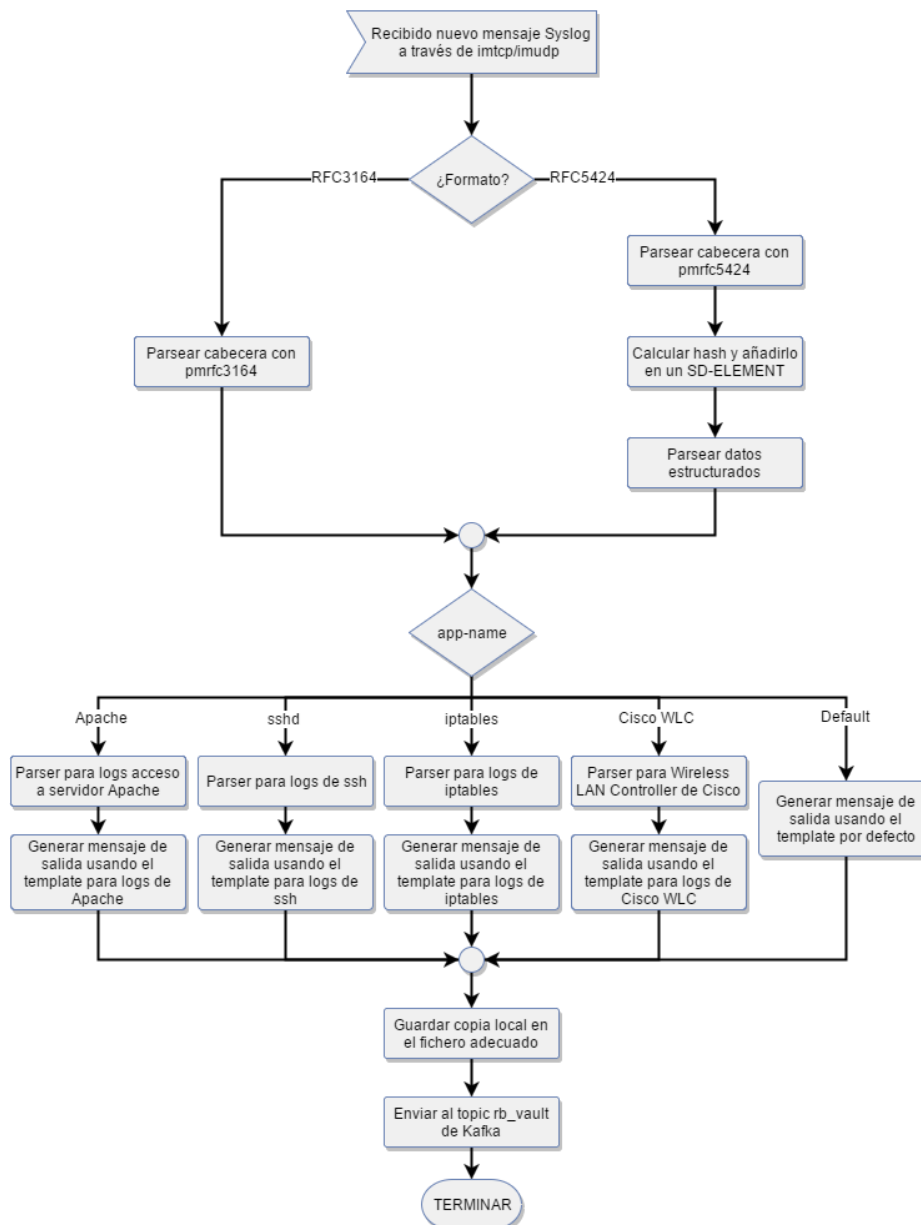 Recibido nuevo mensaje Syslog
a través de imtcp/imudp
RFC3164
¿Formato?
RFC5424
Parsear cabecera con
pmrfc5424
Parsear cabecera con
pmrfc3164
Calcular hash y añadirlo
en un SD-ELEMENT
Parsear datos
estructurados
app-name
Apache
sshd
iptables
Cisco WLC
Default
Parser para logs acceso
a servidor Apache
Parser para logs de ssh
Parser para logs de
iptables
Parser para Wireless
LAN Controller de Cisco
Generar mensaje de
salida usando el
template por defecto
Generar mensaje de
salida usando el
template para logs de
Apache
Generar mensaje de
salida usando el
template para logs de
ssh
Generar mensaje de
salida usando el
template para logs de
iptables
Generar mensaje de
salida usando el
template para logs de
Cisco WLC
Guardar copia local en
el fichero adecuado
Enviar al topic rb_vault
de Kafka
TERMINAR